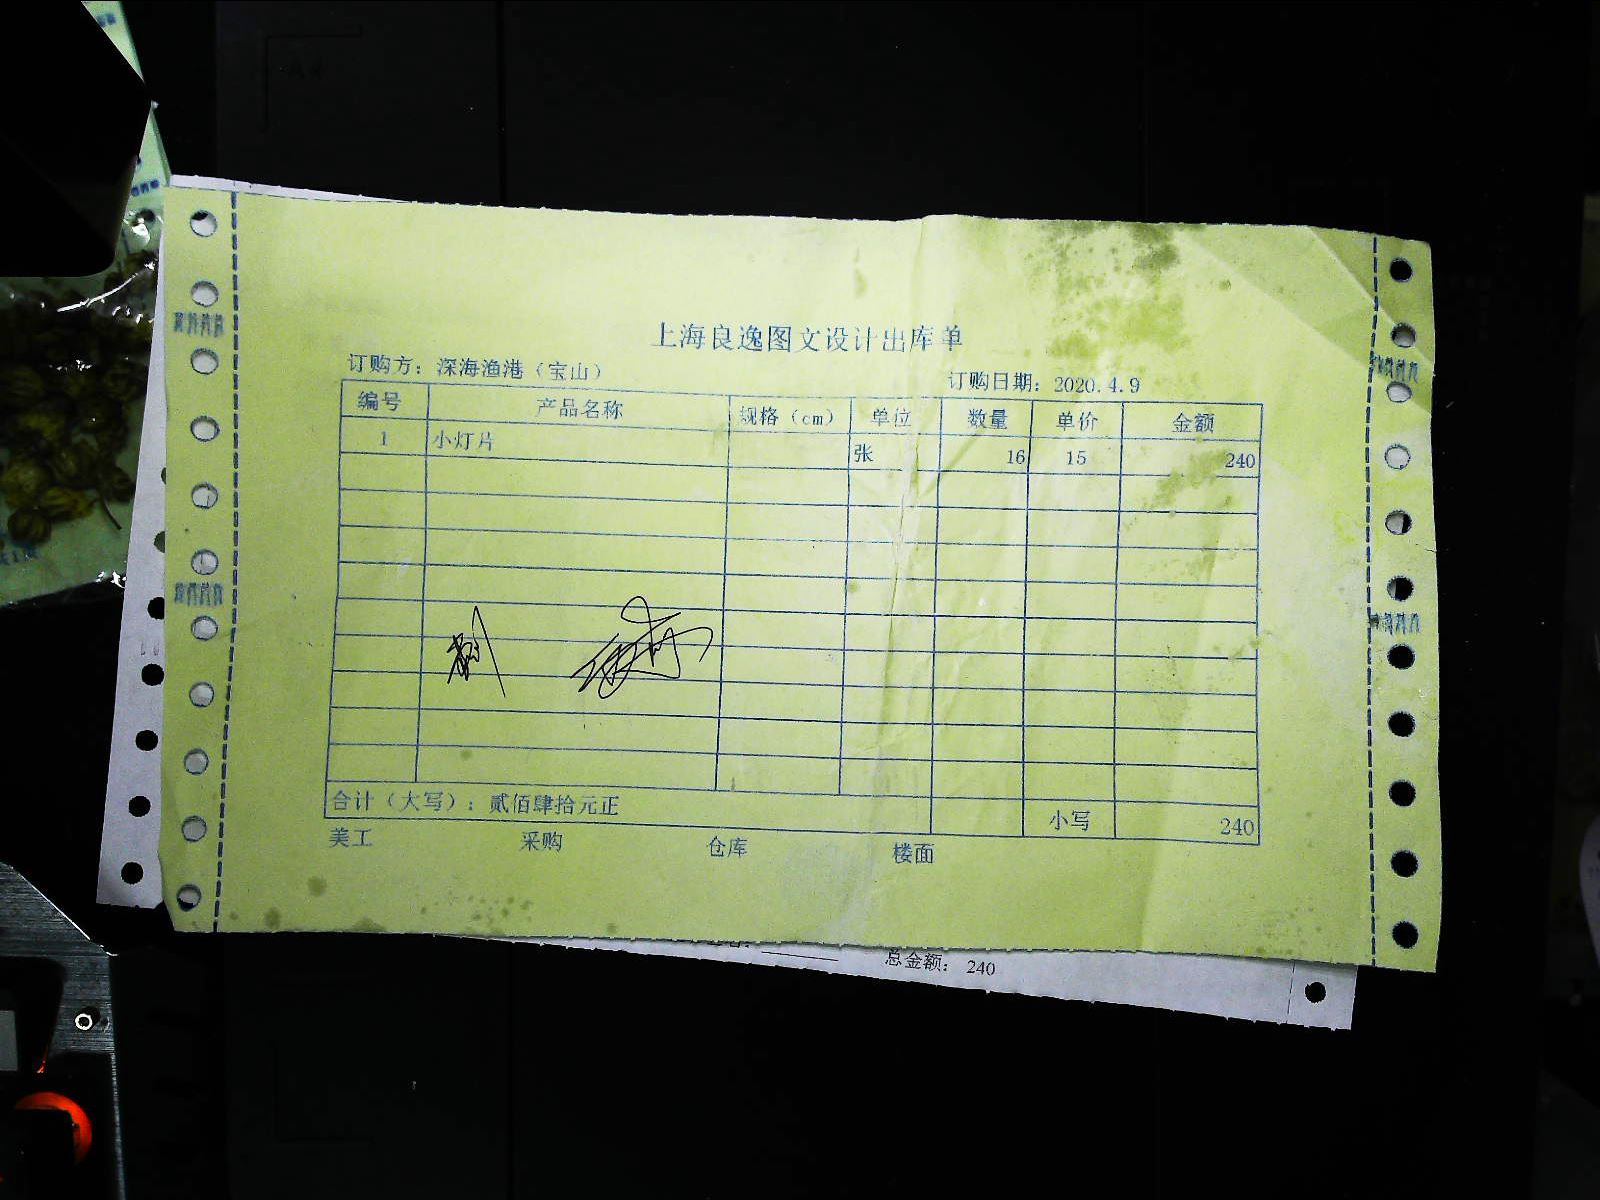 上海良逸图文设计出库单
订购方：深海渔港（宝山）
订购日期：2020.4.9
编号 产品名称 规格（cm） 单位 数量 单价 金额
1 小灯片 张 16 15 240
合计（大写）：贰佰肆拾元正 小写 240
美工 采购 仓库 楼面
总金额： 240